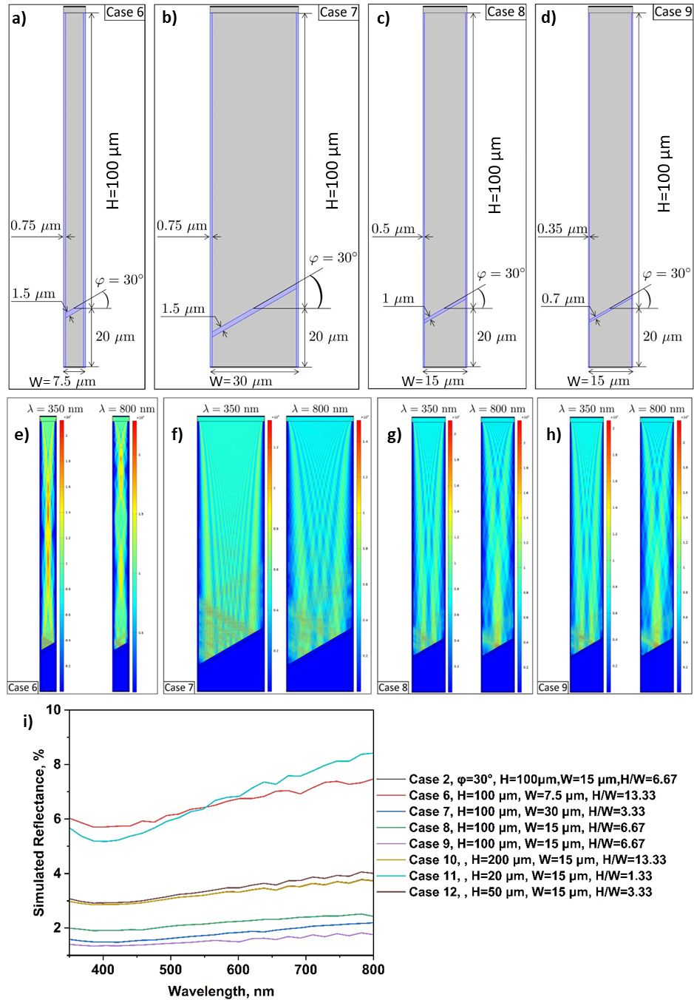 a)
Case 6
H=100 µm
0.75 µm
φ = 30°
1.5 µm
20 µm
W= 7.5 µm
b)
Case 7
H=100 µm
0.75 µm
φ = 30°
1.5 µm
20 µm
W= 30 µm
c)
Case 8
H=100 µm
0.5 µm
φ = 30°
1 µm
20 µm
W= 15 µm
d)
Case 9
H=100 µm
0.35 µm
φ = 30°
0.7 µm
20 µm
W= 15 µm
e)
λ = 350 nm
λ = 800 nm
Case 6
f)
λ = 350 nm
λ = 800 nm
Case 7
g)
λ = 350 nm
λ = 800 nm
Case 8
h)
λ = 350 nm
λ = 800 nm
Case 9
i)
10
8
6
4
2
Simulated Reflectance, %
400
500
600
700
800
Wavelength, nm
Case 2, φ=30°, H=100µm,W=15 µm,H/W=6.67
Case 6, H=100 µm, W=7.5 µm, H/W=13.33
Case 7, H=100 µm, W=30 µm, H/W=3.33
Case 8, H=100 µm, W=15 µm, H/W=6.67
Case 9, H=100 µm, W=15 µm, H/W=6.67
Case 10, , H=200 µm, W=15 µm, H/W=13.33
Case 11, , H=20 µm, W=15 µm, H/W=1.33
Case 12, , H=50 µm, W=15 µm, H/W=3.33